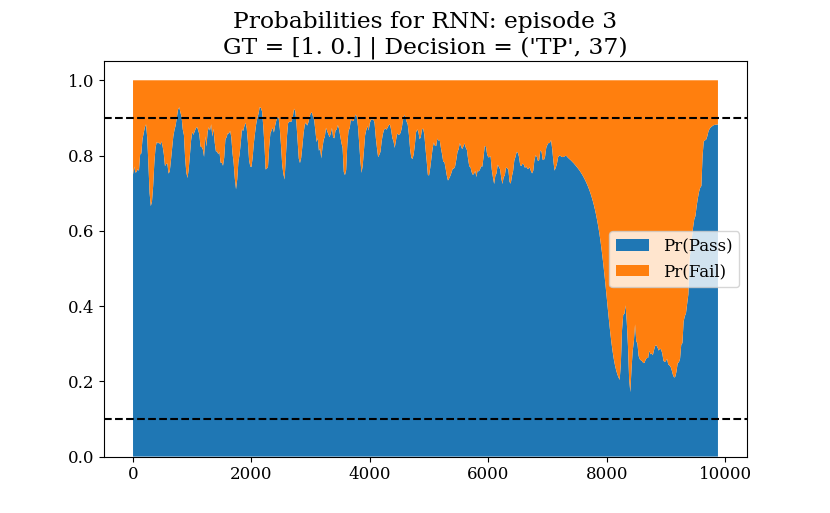 Probabilities for RNN: episode 3
GT = [1. 0.] | Decision = ('TP', 37)
1.0
0.8
0.6
0.4
0.2
0.0
Pr(Pass)
Pr(Fail)
0 2000 4000 6000 8000 10000